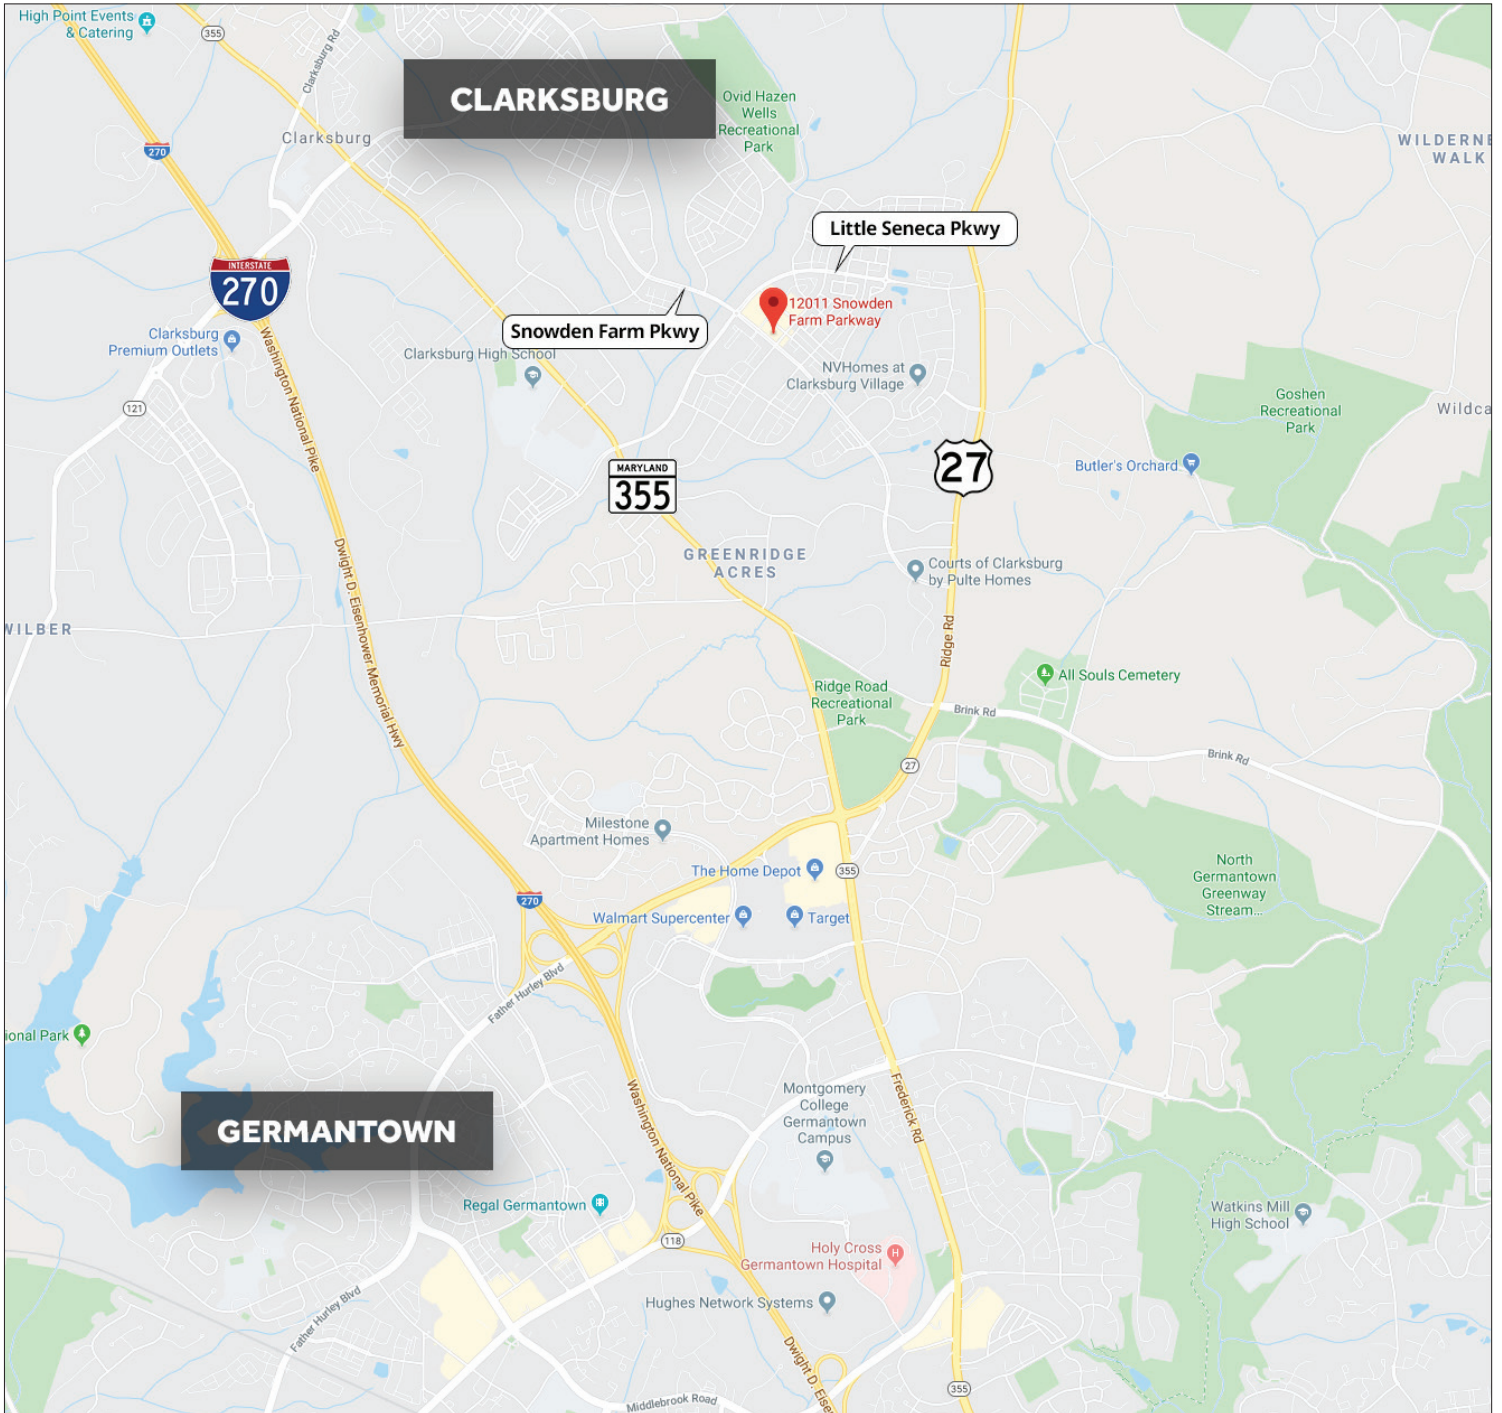 High Point Events
& Catering
355
Clarksburg Rd
CLARKSBURG
Ovid Hazen
Wells
Recreational
Park
Clarksburg
270
WILDERNE
WALK
Little Seneca Pkwy
INTERSTATE
270
12011 Snowden
Farm Parkway
Snowden Farm Pkwy
Clarksburg
Premium Outlets
Washington National Pike
Clarksburg High School
NVHomes at
Clarksburg Village
121
Goshen
Recreational
Park
Wildca
MARYLAND
355
27
Butler's Orchard
GREENRIDGE
ACRES
Dwight D. Eisenhower Memorial Hwy
Courts of Clarksburg
by Pulte Homes
WILBER
Ridge Rd
All Souls Cemetery
Ridge Road
Recreational
Park
Brink Rd
Brink Rd
27
Milestone
Apartment Homes
The Home Depot
355
North
Germantown
Greenway
Stream...
270
Walmart Supercenter
Target
Father Hurley Blvd
ional Park
Washington National Pike
Frederick Rd
Montgomery
College
Germantown
Campus
GERMANTOWN
Regal Germantown
Watkins Mill
High School
118
Holy Cross
Germantown Hospital
H
Hughes Network Systems
Father Hurley Blvd
Dwight D. Eise
355
Middlebrook Road